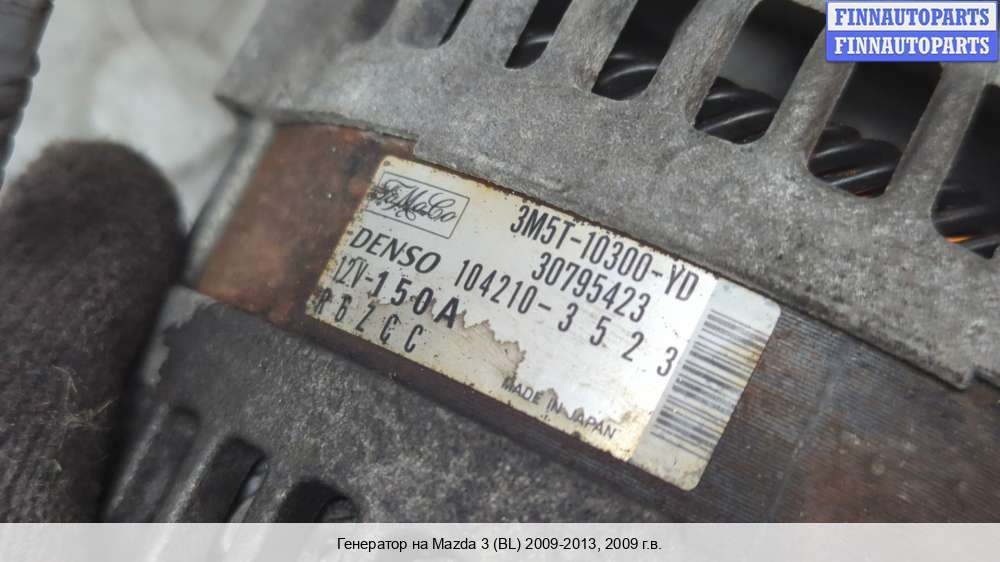 FINNAUTOPARTS
FINNAUTOPARTS
FoMoCo
3M5T-10300-YD
30795423
DENSO 104210-3523
12V-150A
MADE IN JAPAN
Генератор на Mazda 3 (BL) 2009-2013, 2009 г.в.